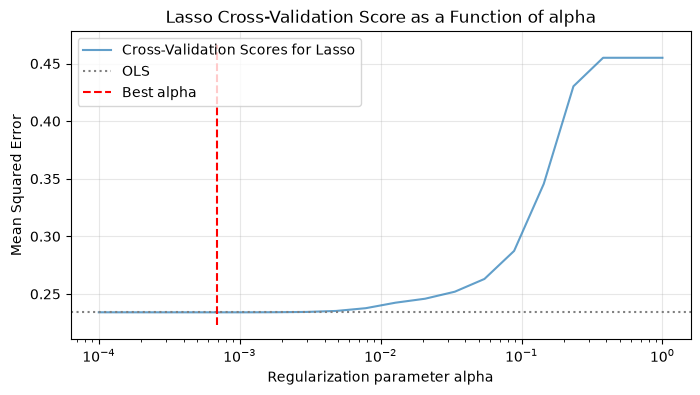 Lasso Cross-Validation Score as a Function of alpha
Cross-Validation Scores for Lasso
OLS
Best alpha
Mean Squared Error
0.45
0.40
0.35
0.30
0.25
10⁻⁴
10⁻³
10⁻²
10⁻¹
10⁰
Regularization parameter alpha